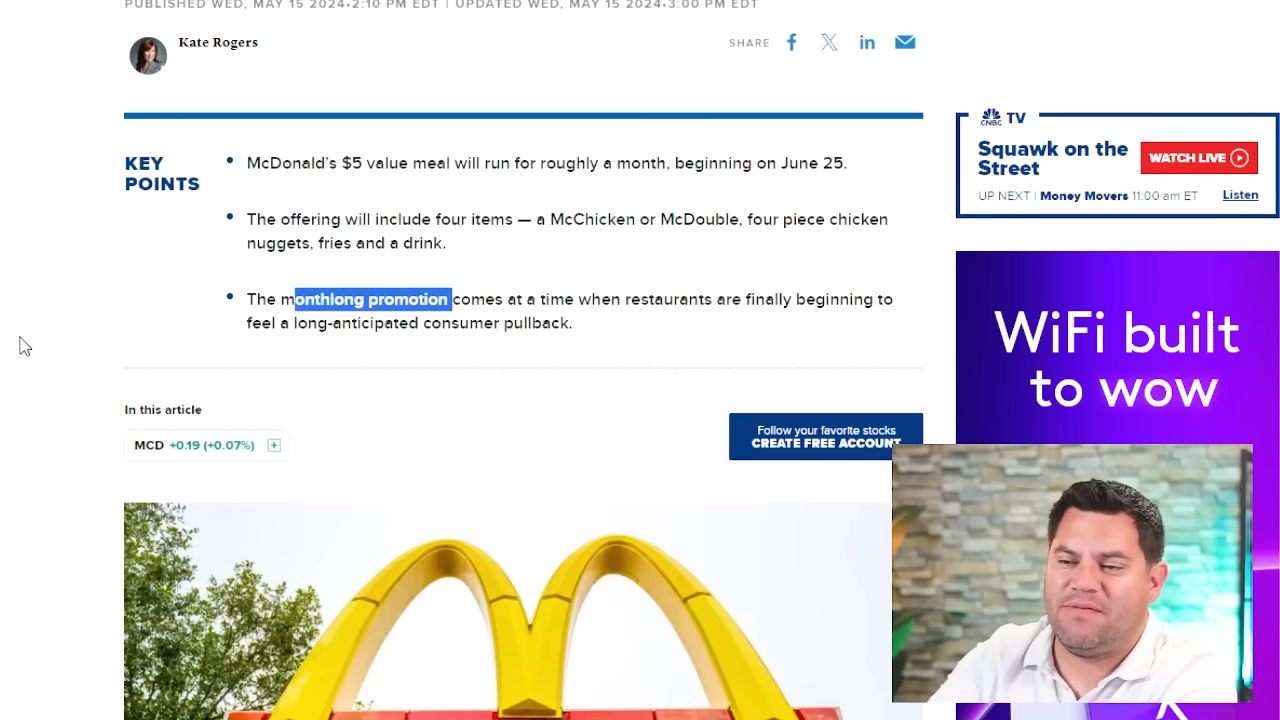 PUBLISHED WED, MAY 15 2024•2:10 PM EDT | UPDATED WED, MAY 15 2024•3:00 PM EDT
Kate Rogers
SHARE
KEY
POINTS
McDonald's $5 value meal will run for roughly a month, beginning on June 25.
The offering will include four items — a McChicken or McDouble, four piece chicken
nuggets, fries and a drink.
The monthlong promotion comes at a time when restaurants are finally beginning to
feel a long-anticipated consumer pullback.
In this article
MCD +0.19 (+0.07%)
Follow your favorite stocks
CREATE FREE ACCOUNT
CNBC TV
Squawk on the
Street
WATCH LIVE
UP NEXT | Money Movers 11:00 am ET
Listen
WiFi built
to wow